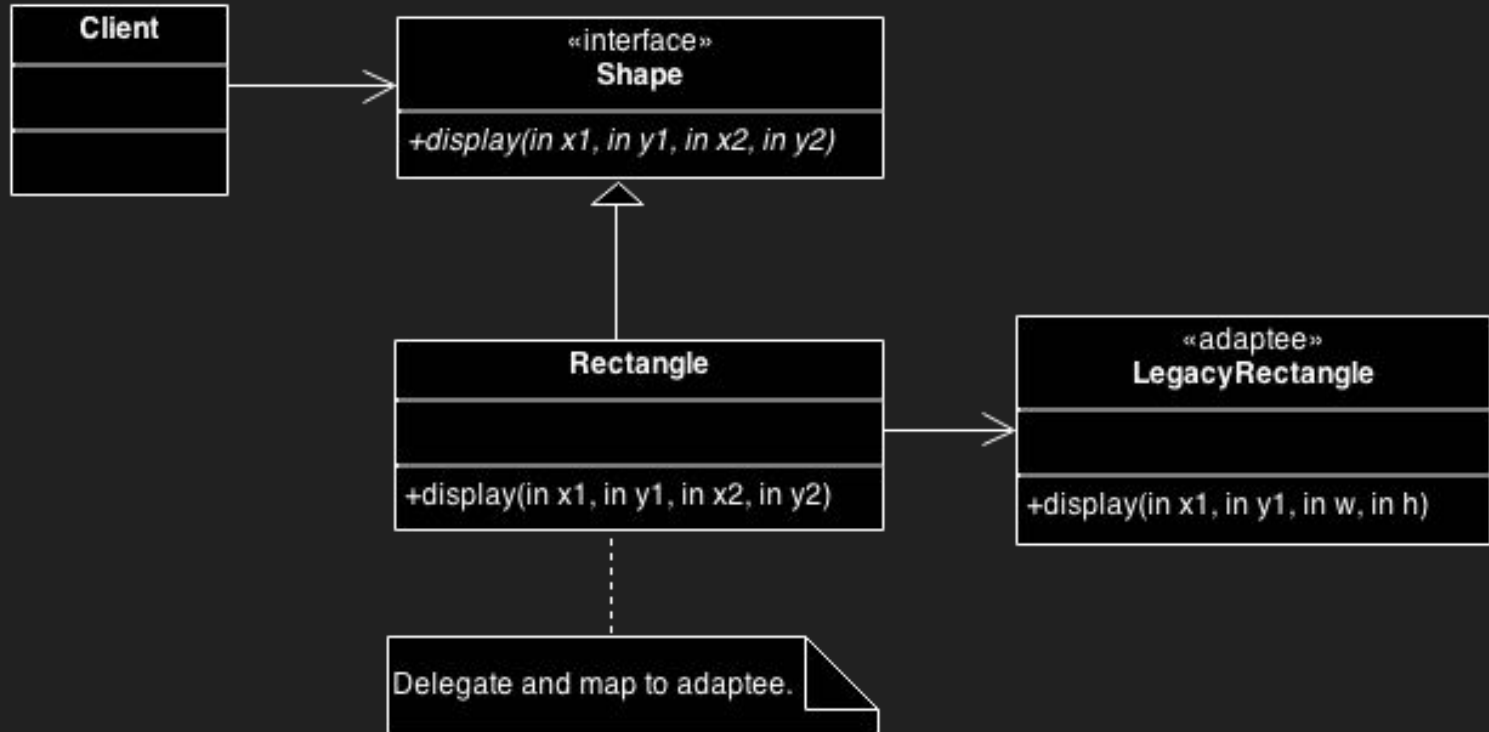 Client
«interface»
Shape
+display(in x1, in y1, in x2, in y2)
Rectangle
+display(in x1, in y1, in x2, in y2)
«adaptee»
LegacyRectangle
+display(in x1, in y1, in w, in h)
Delegate and map to adaptee.